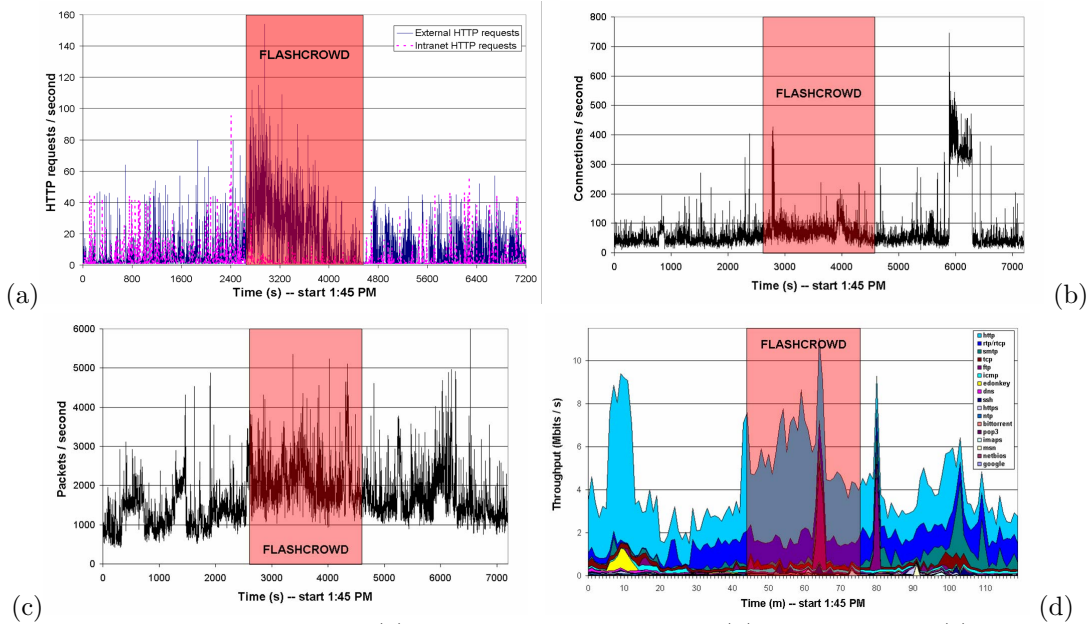 160
140
120
100
80
60
40
20
0
HTTP requests / second
External HTTP requests
Intranet HTTP requests
FLASHCROWD
0 800 1600 2400 3200 4000 4800 5600 6400 7200
Time (s) -- start 1:45 PM
(a)
800
700
600
500
400
300
200
100
0
Connections / second
FLASHCROWD
0 1000 2000 3000 4000 5000 6000 7000
Time (s) -- start 1:45 PM
(b)
6000
5000
4000
3000
2000
1000
0
Packets / second
FLASHCROWD
0 1000 2000 3000 4000 5000 6000 7000
Time (s) -- start 1:45 PM
(c)
10
8
6
4
2
0
Throughput (Mbits / s)
FLASHCROWD
http
rtp/rtcp
smtp
tcp
ftp
icmp
edonkey
dns
ssh
https
ntp
bittorrent
pop3
imaps
msn
netbios
google
0 10 20 30 40 50 60 70 80 90 100 110
Time (m) -- start 1:45 PM
(d)